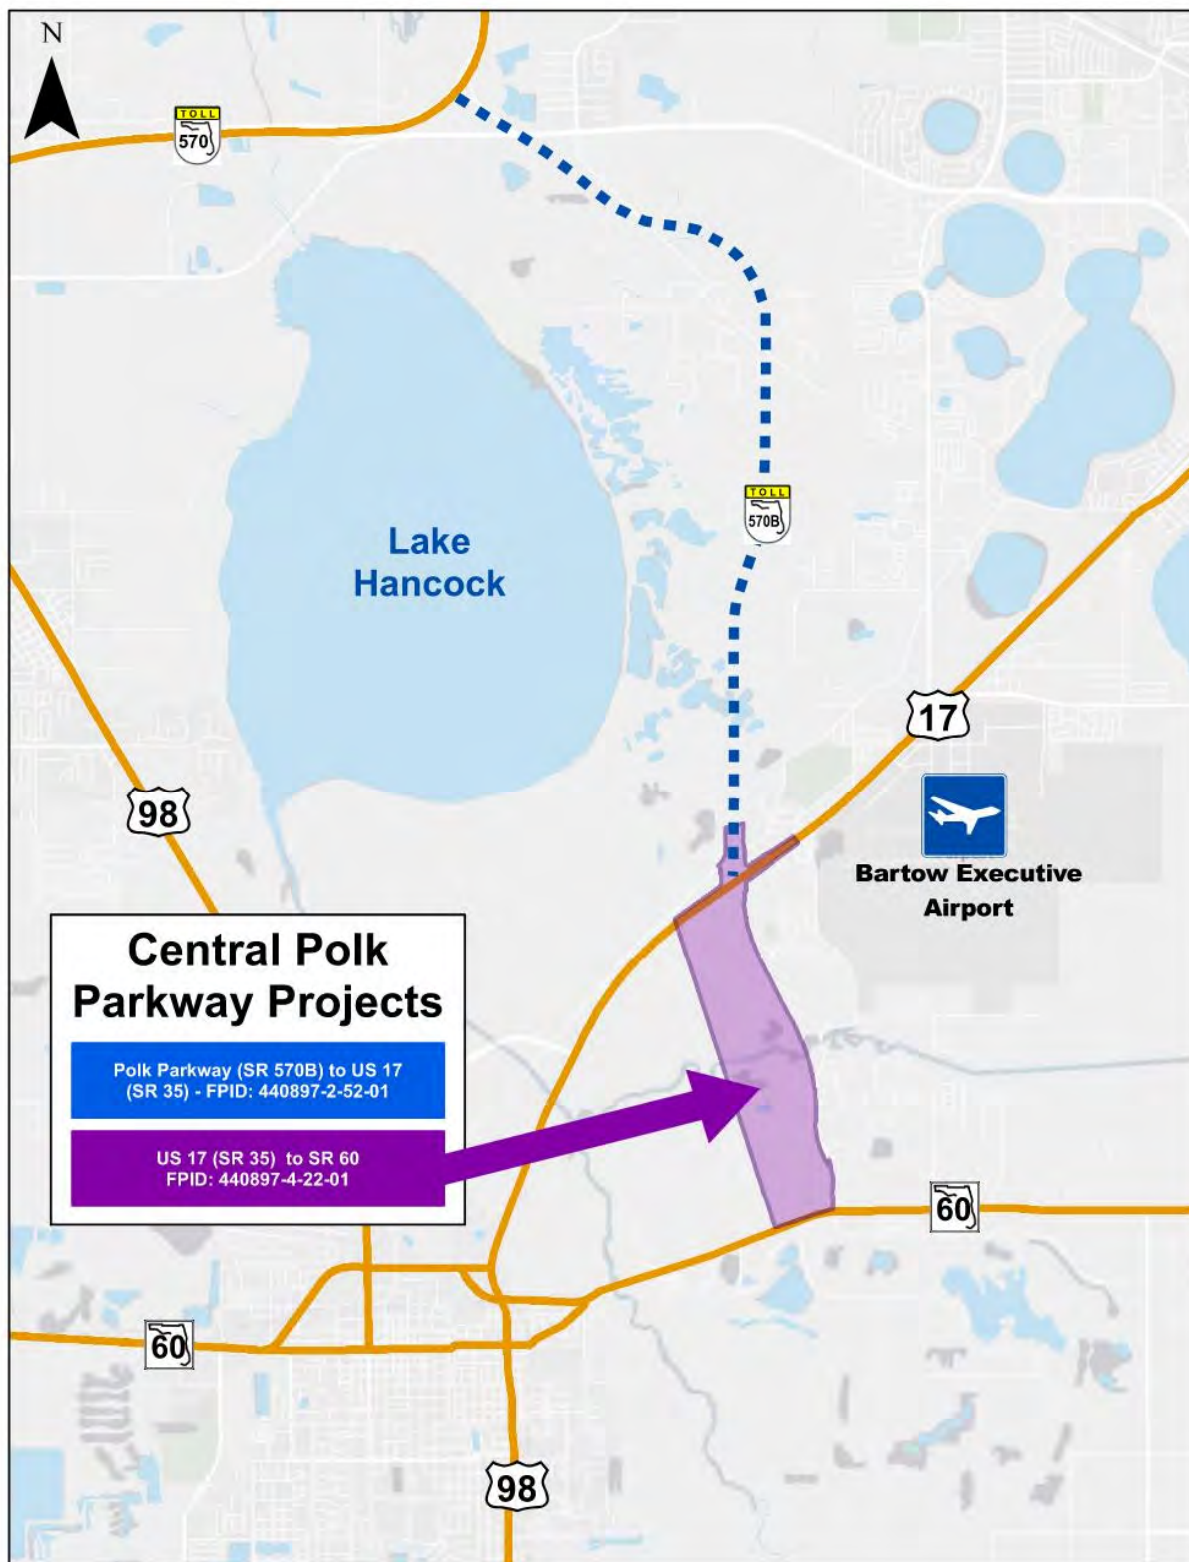 N
TOLL
570
Lake
Hancock
TOLL
570B
17
98
Bartow Executive
Airport
Central Polk
Parkway Projects
Polk Parkway (SR 570B) to US 17
(SR 35) - FPID: 440897-2-52-01
US 17 (SR 35) to SR 60
FPID: 440897-4-22-01
60
60
98